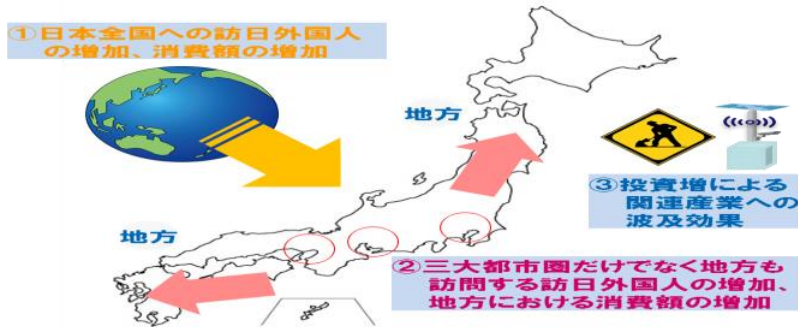 ①日本全国への訪日外国人
の増加、消費額の増加
地方
地方
③投資増による
関連産業への
波及効果
②三大都市圏だけでなく地方も
訪問する訪日外国人の増加、
地方における消費額の増加